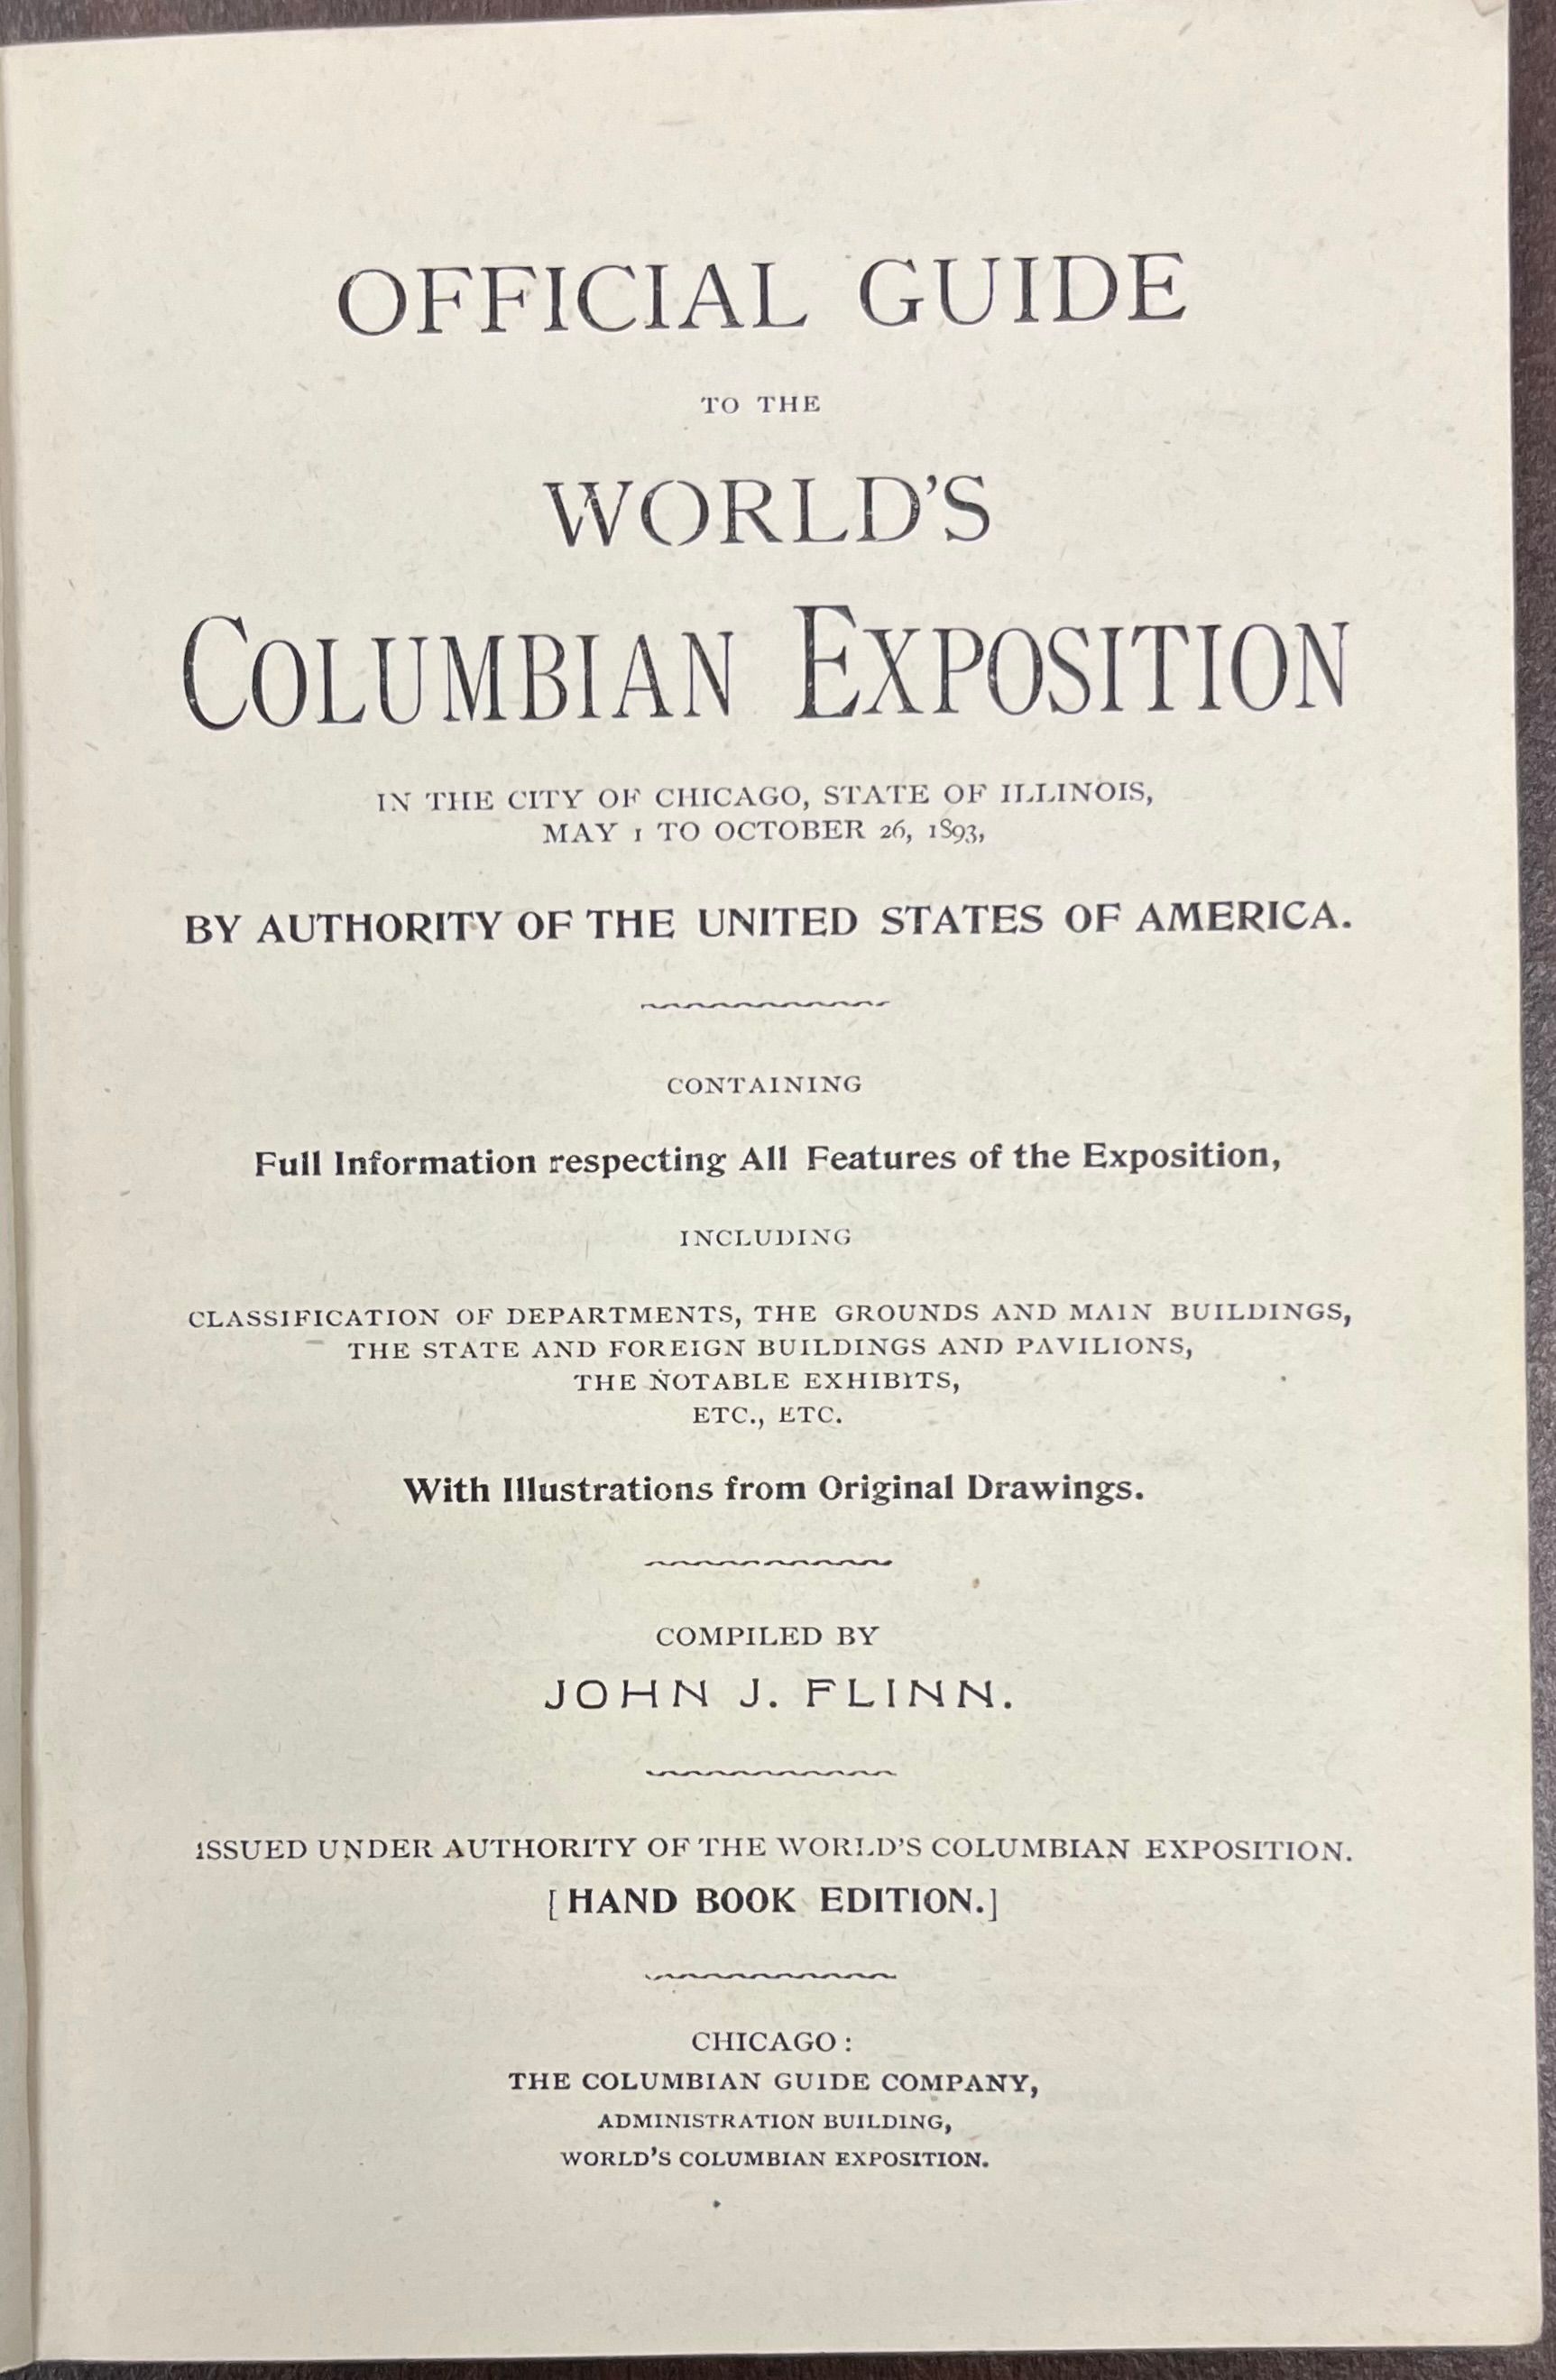 OFFICIAL GUIDE
TO THE
WORLD'S
COLUMBIAN EXPOSITION
IN THE CITY OF CHICAGO, STATE OF ILLINOIS,
MAY 1 TO OCTOBER 26, 1893,
BY AUTHORITY OF THE UNITED STATES OF AMERICA.
CONTAINING
Full Information respecting All Features of the Exposition,
INCLUDING
CLASSIFICATION OF DEPARTMENTS, THE GROUNDS AND MAIN BUILDINGS,
THE STATE AND FOREIGN BUILDINGS AND PAVILIONS,
THE NOTABLE EXHIBITS,
ETC., ETC.
With Illustrations from Original Drawings.
COMPILED BY
JOHN J. FLINN.
ISSUED UNDER AUTHORITY OF THE WORLD'S COLUMBIAN EXPOSITION.
[HAND BOOK EDITION.]
CHICAGO:
THE COLUMBIAN GUIDE COMPANY,
ADMINISTRATION BUILDING,
WORLD'S COLUMBIAN EXPOSITION.